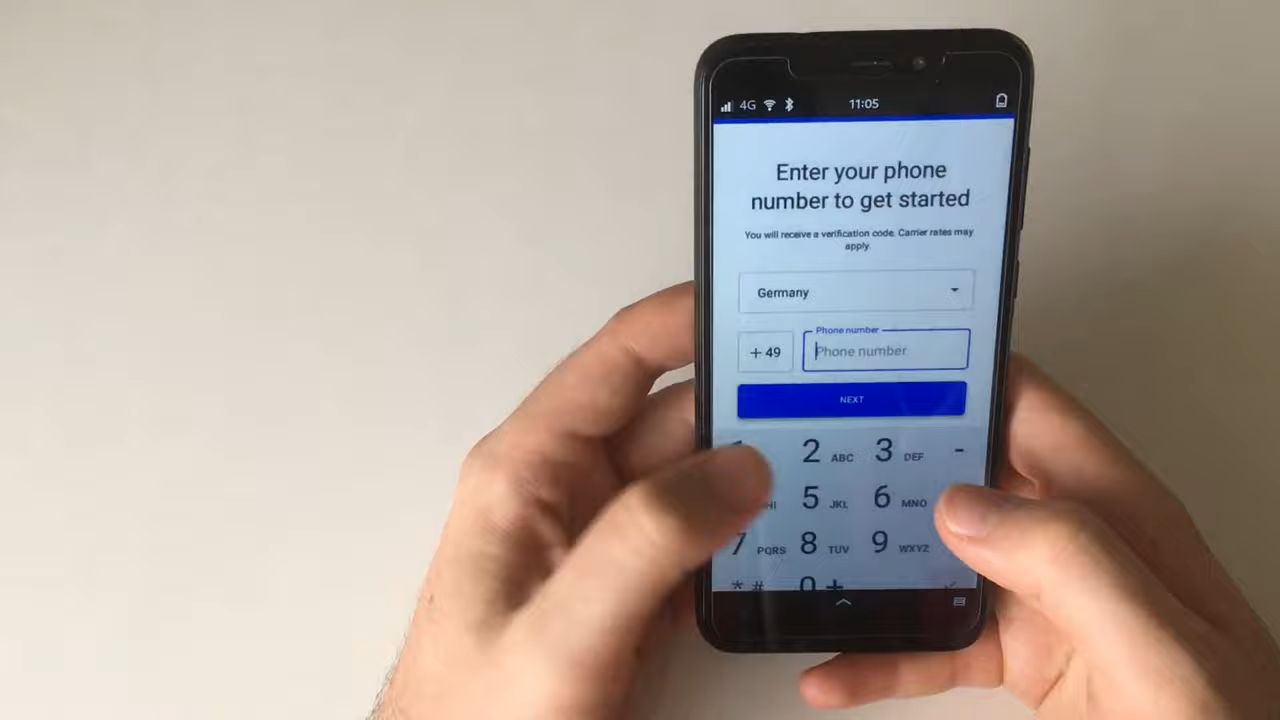 4G 11:05
Enter your phone
number to get started
You will receive a verification code. Carrier rates may
apply.
Germany
Phone number
+ 49 Phone number
NEXT
2 ABC 3 DEF -
5 JKL 6 MNO
7 PQRS 8 TUV 9 WXYZ
* # 0 +